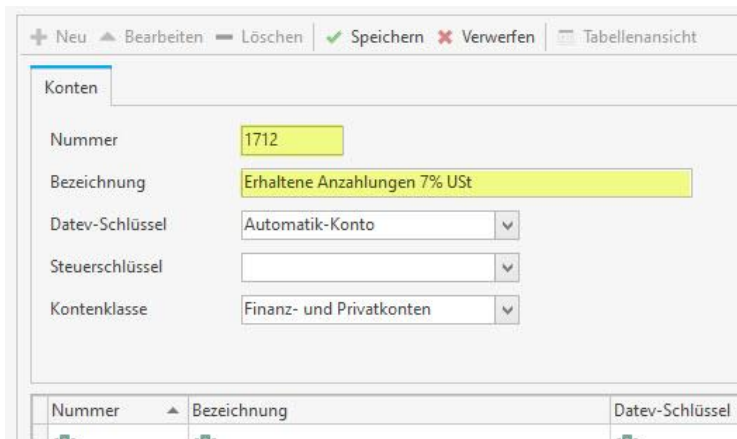 Neu Bearbeiten Löschen Speichern Verwerfen Tabellenansicht
Konten
Nummer 1712
Bezeichnung Erhaltene Anzahlungen 7% USt
Datev-Schlüssel Automatik-Konto
Steuerschlüssel
Kontenklasse Finanz- und Privatkonten
Nummer Bezeichnung Datev-Schlüssel